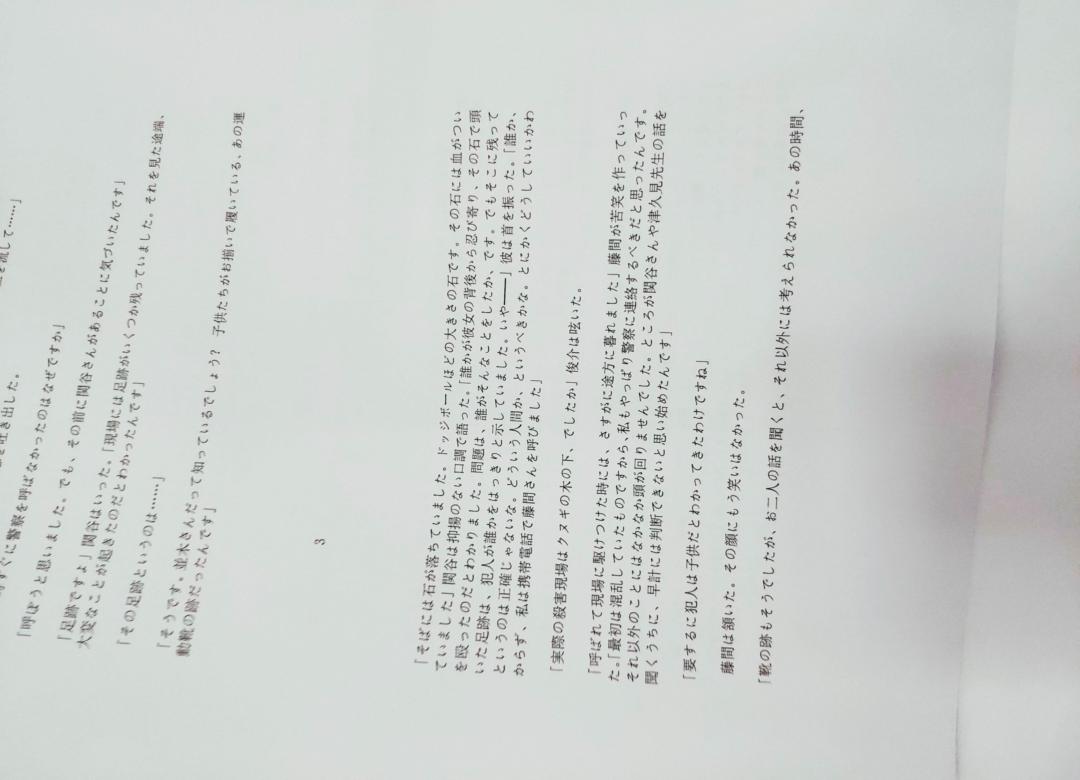 を流して……」
を吐き出した。
すぐに警察を呼ばなかったのはなぜですか」
「呼ぼうと思いました。でも、その前に関谷さんがあることに気づいたんです」
「足跡ですよ」関谷はいった。「現場には足跡がいくつか残っていました。それを見た途端、
大変なことが起きたのだとわかったんです」
「その足跡というのは……」
「そうです。並木さんだって知っているでしょう？　子供たちがお揃いで履いている、あの運
動靴の跡だったんです」
3
「そばには石が落ちていました。ドッジボールほどの大きさの石です。その石には血がつい
ていました」関谷は抑揚のない口調で語った。「誰かが彼女の背後から忍び寄り、その石で頭
を殴ったのだとわかりました。問題は、誰がそんなことをしたか、です。でもそこに残って
いた足跡は、犯人が誰かをはっきりと示していました。いや――」彼は首を振った。「誰か、
というのは正確じゃないな。どういう人間か、というべきかな。とにかくどうしていいかわ
からず、私は携帯電話で藤間さんを呼びました」
「実際の殺害現場はクヌギの木の下、でしたか」俊介は呟いた。
「呼ばれて現場に駆けつけた時には、さすがに途方に暮れました」藤間が苦笑を作っていっ
た。「最初は混乱していたものですから、私もやっぱり警察に連絡するべきだと思ったんです。
それ以外のことにはなかなか頭が回りませんでした。ところが関谷さんや津久見先生の話を
聞くうちに、早計には判断できないと思い始めたんです」
「要するに犯人は子供だとわかってきたわけですね」
藤間は頷いた。その顔にもう笑いはなかった。
「靴の跡もそうでしたが、お二人の話を聞くと、それ以外には考えられなかった。あの時間、